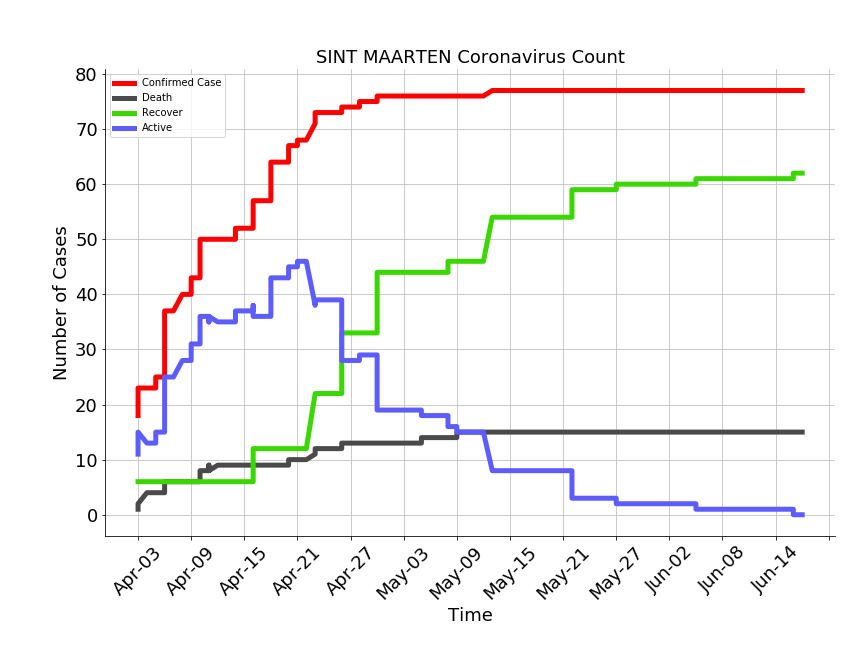 SINT MAARTEN Coronavirus Count
Confirmed Case
Death
Recover
Active
Number of Cases
80
70
60
50
40
30
20
10
0
Apr-03
Apr-09
Apr-15
Apr-21
Apr-27
May-03
May-09
May-15
May-21
May-27
Jun-02
Jun-08
Jun-14
Time